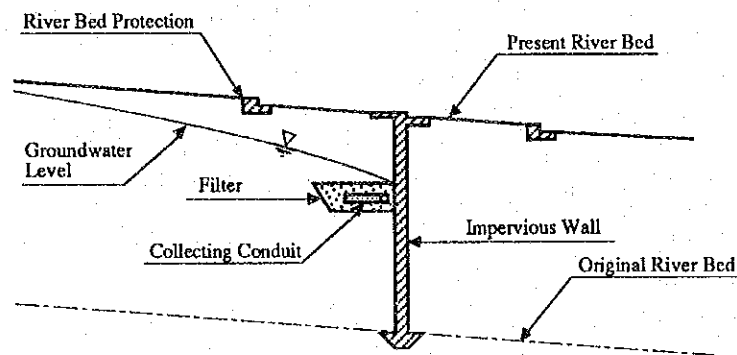 River Bed Protection
Present River Bed
Groundwater
Level
Filter
Collecting Conduit
Impervious Wall
Original River Bed